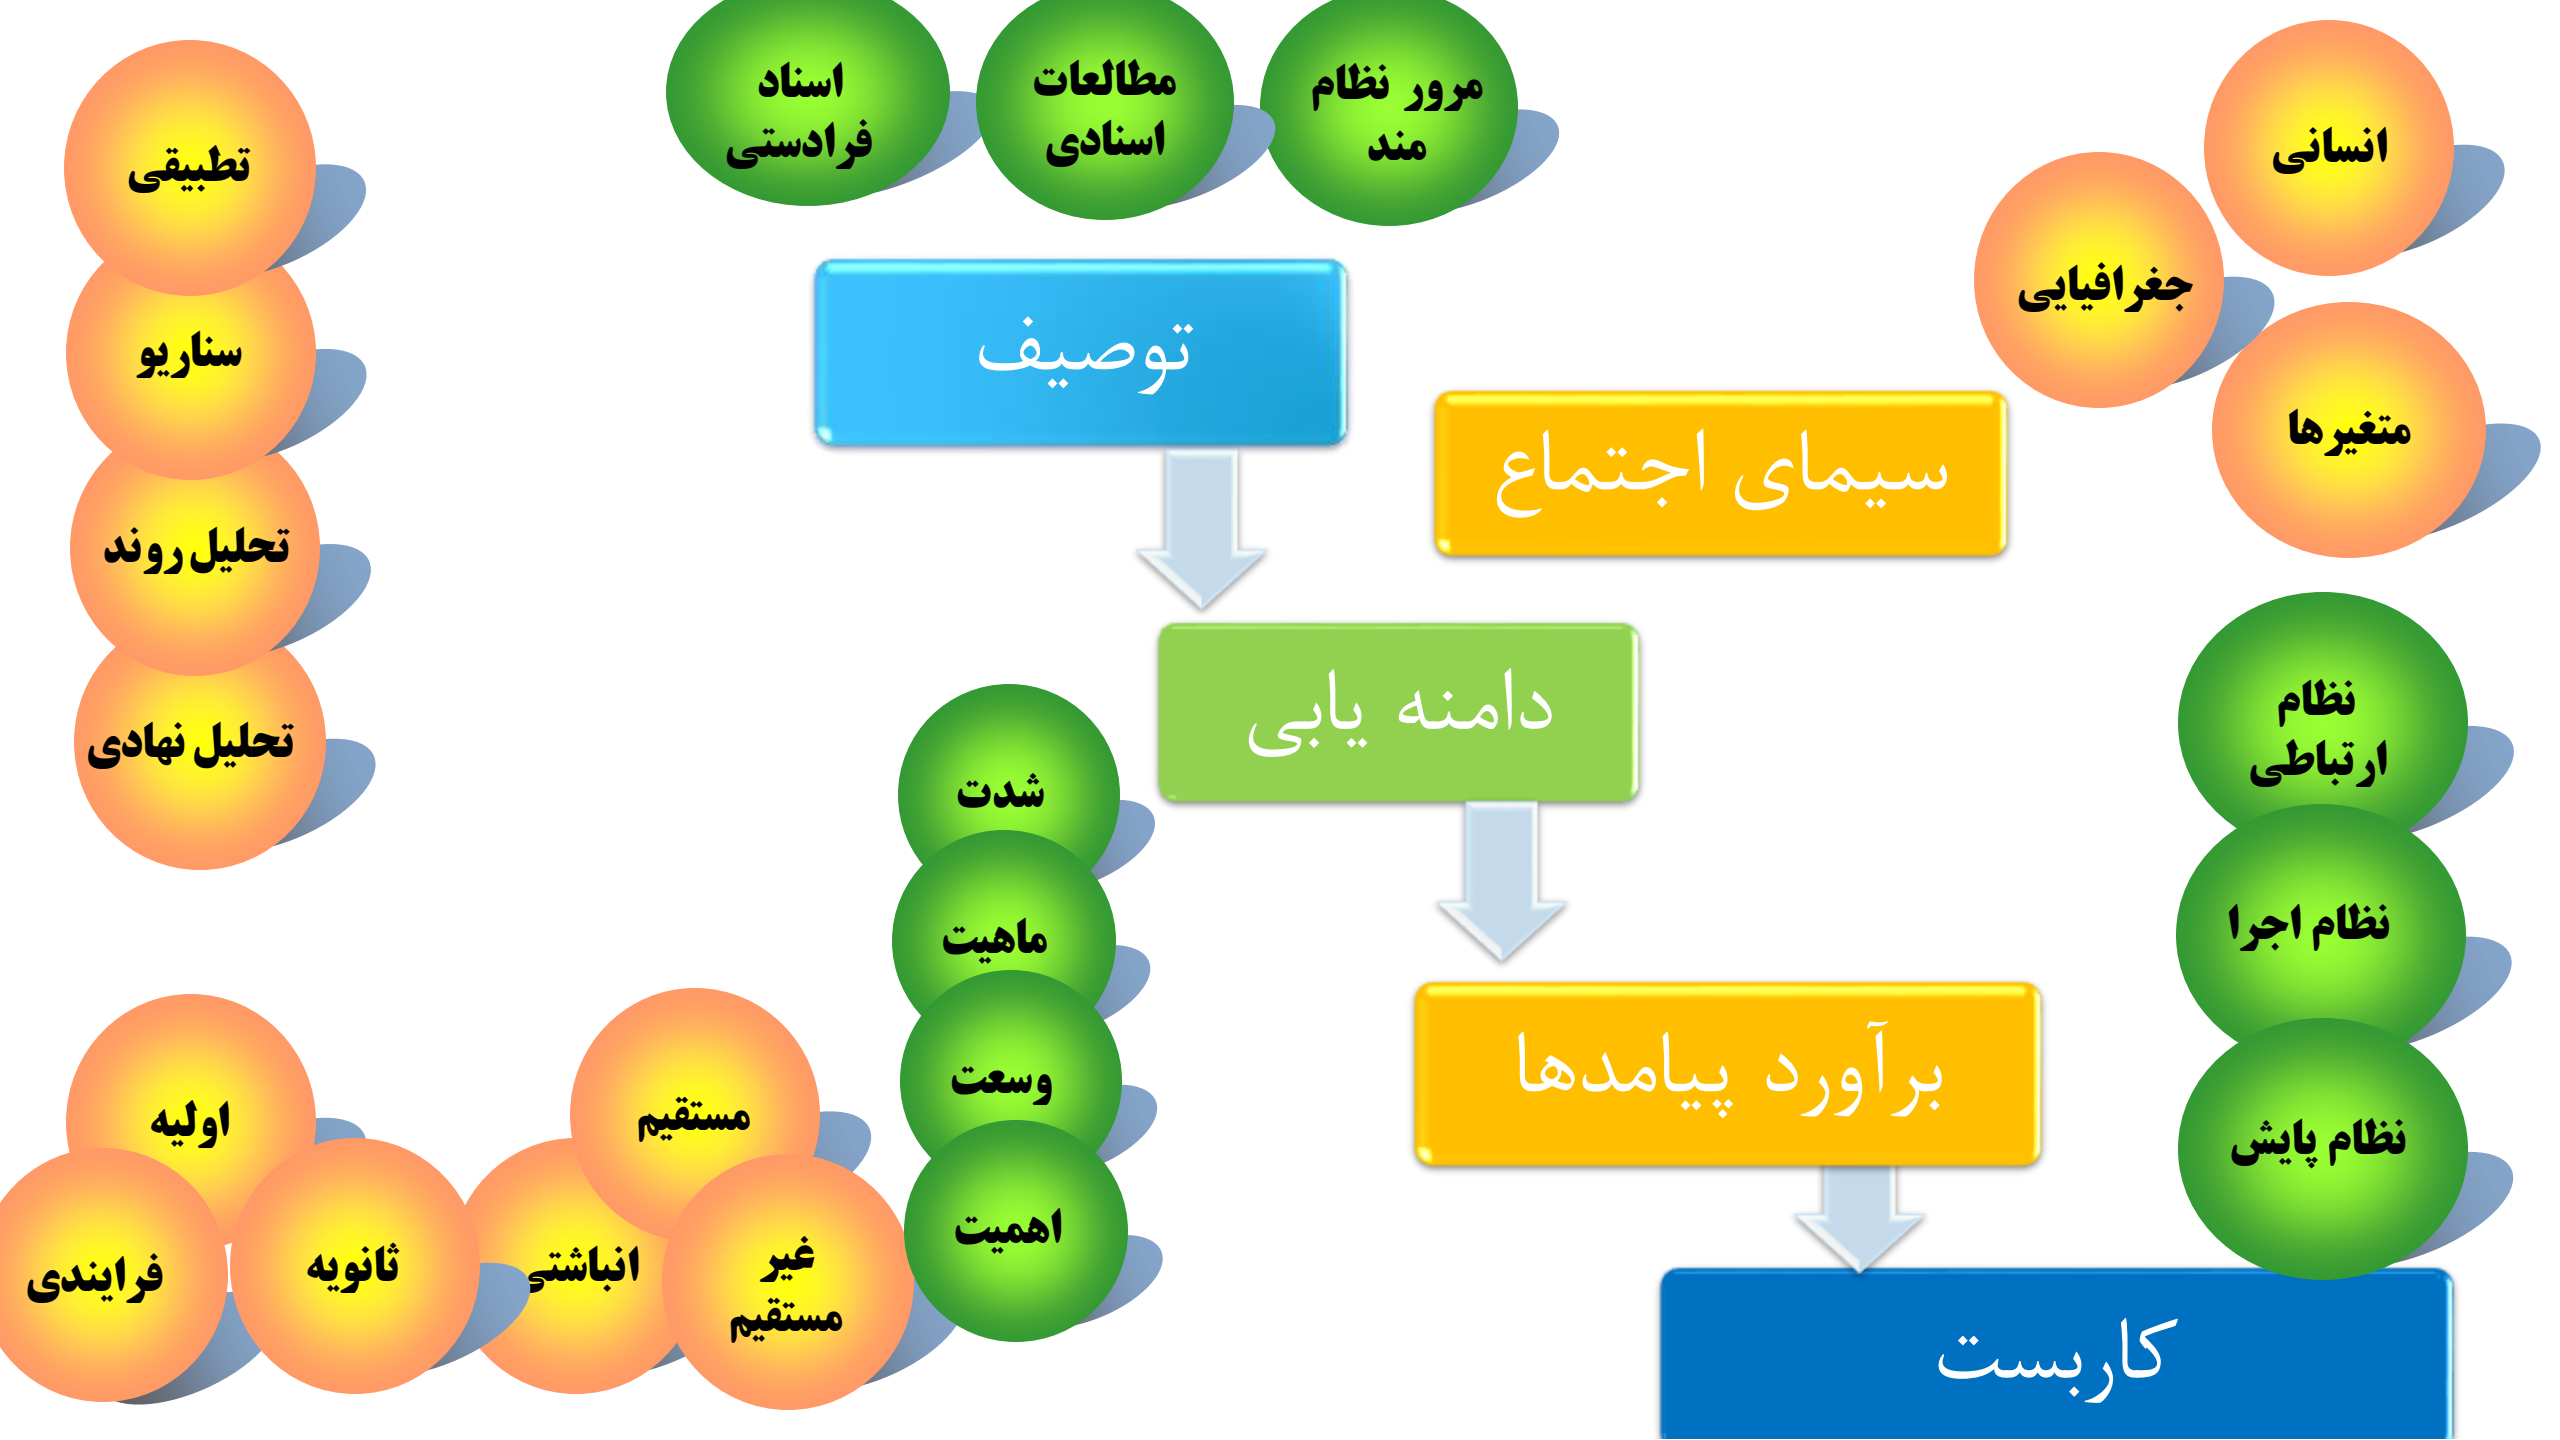 مرور نظام
مند
مطالعات
اسنادی
اسناد
فرادستی
انسانی
جغرافیایی
متغیرها
توصیف
سیمای اجتماع
دامنه یابی
برآورد پیامدها
کاربست
نظام
ارتباطی
نظام اجرا
نظام پایش
شدت
ماهیت
وسعت
اهمیت
تطبیقی
سناریو
تحلیل روند
تحلیل نهادی
مستقیم
غیر
مستقیم
انباشتی
اولیه
ثانویه
فرایندی